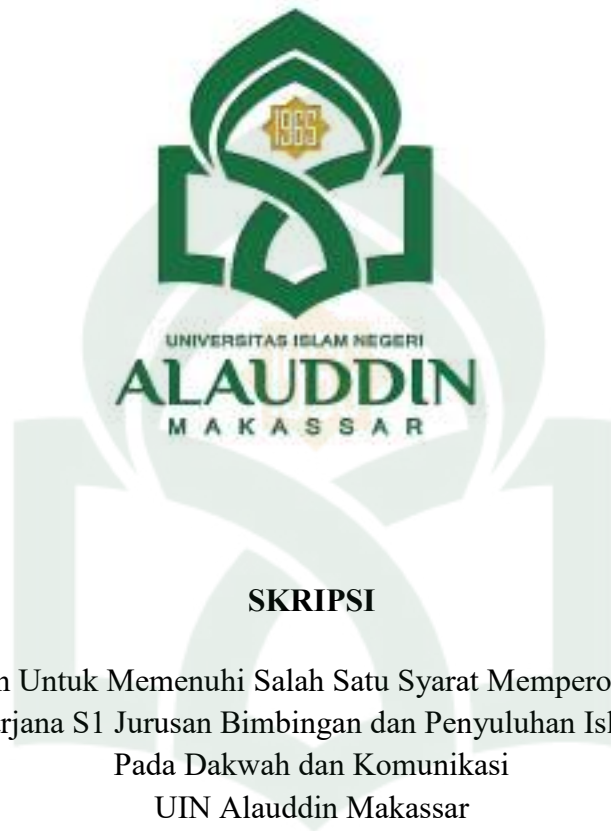 1965
UNIVERSITAS ISLAM NEGERI
ALAUDDIN
MAKASSAR
SKRIPSI
Untuk Memenuhi Salah Satu Syarat
S1 Jurusan Bimbingan dan Penyuluhan
Pada Dakwah dan Komunikasi
UIN Alauddin Makassar